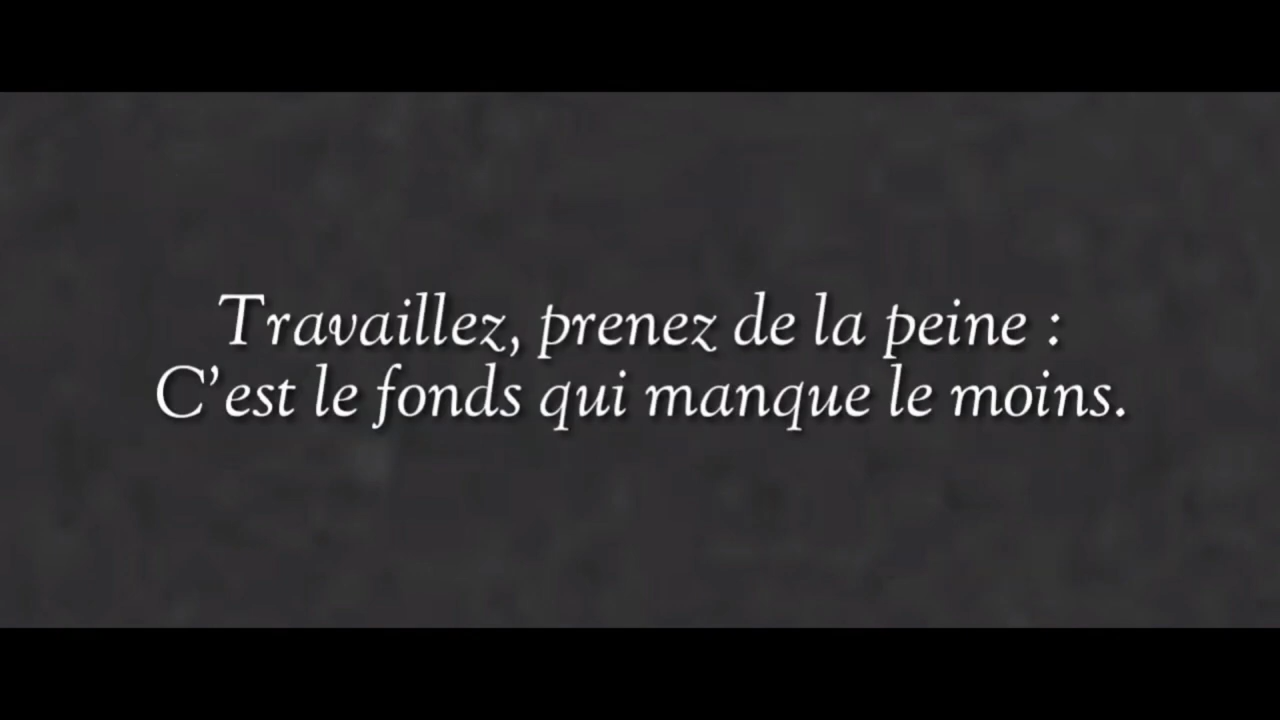 Travaillez, prenez de la peine :
C’est le fonds qui manque le moins.